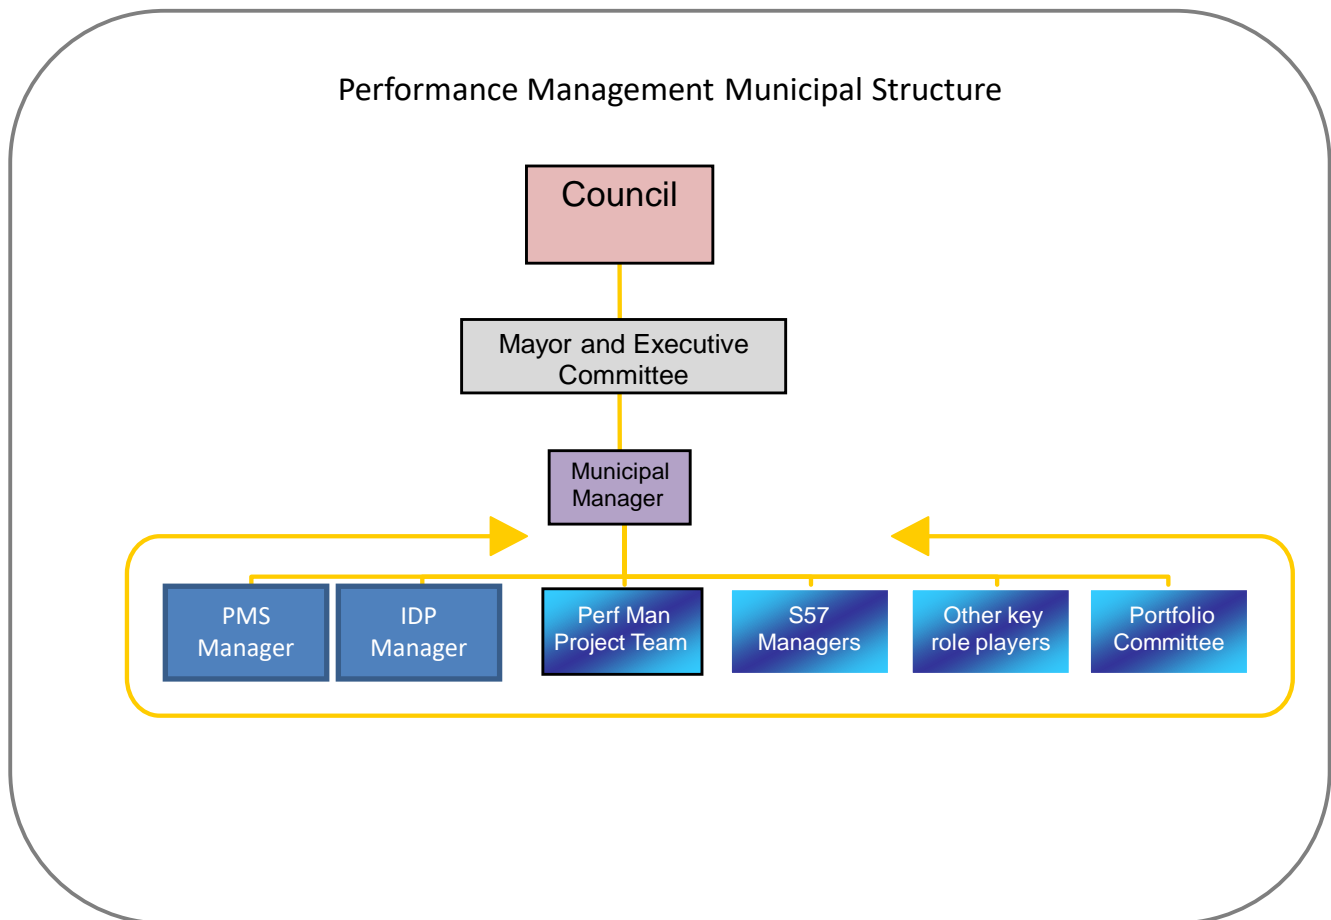 Performance Management Municipal Structure
Council
Mayor and Executive
Committee
Municipal
Manager
PMS
Manager
IDP
Manager
Perf Man
Project Team
S57
Managers
Other key
role players
Portfolio
Committee